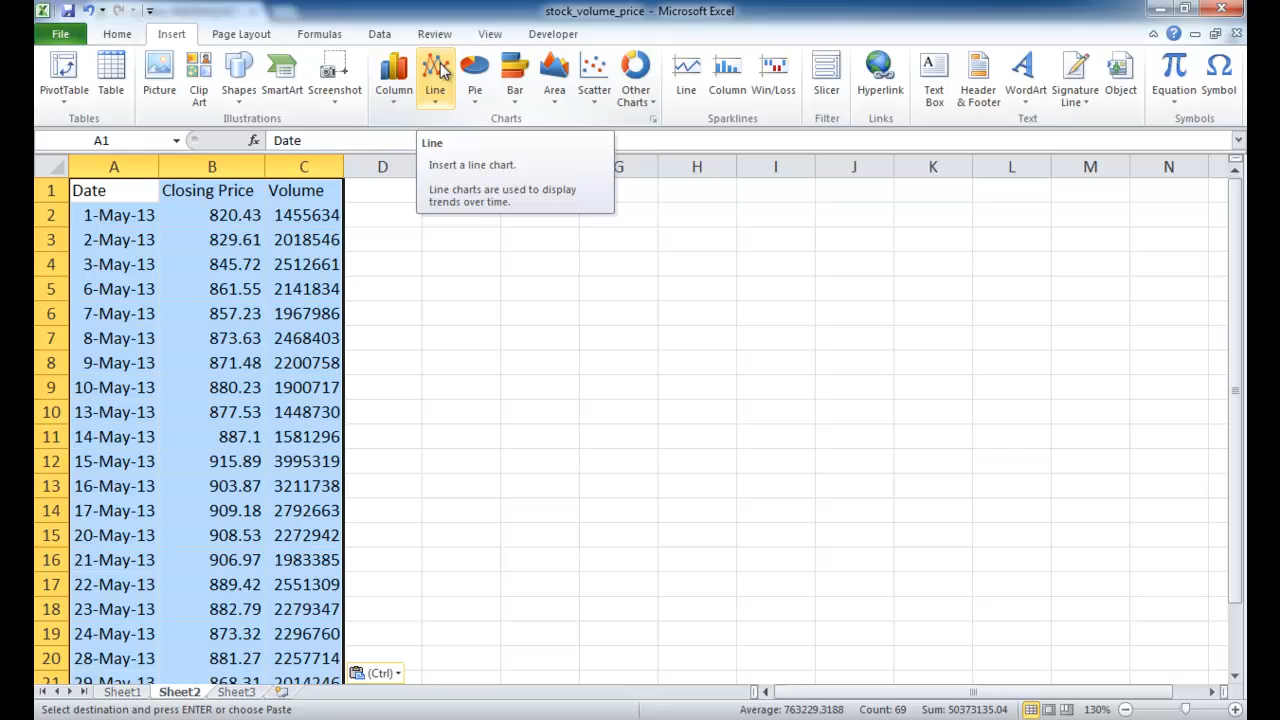 stock_volume_price - Microsoft Excel
File Home Insert Page Layout Formulas Data Review View Developer
PivotTable Table Picture Clip Art Shapes SmartArt Screenshot Column Line Pie Bar Area Scatter Other Charts Line Column Win/Loss Slicer Hyperlink Text Box Header & Footer WordArt Signature Line Object Equation Symbol
Tables Illustrations Charts Sparklines Filter Links Text Symbols
A1 fx Date
Line
Insert a line chart.
Line charts are used to display
trends over time.
A B C D G H I J K L M N
1 Date Closing Price Volume
2 1-May-13 820.43 1455634
3 2-May-13 829.61 2018546
4 3-May-13 845.72 2512661
5 6-May-13 861.55 2141834
6 7-May-13 857.23 1967986
7 8-May-13 873.63 2468403
8 9-May-13 871.48 2200758
9 10-May-13 880.23 1900717
10 13-May-13 877.53 1448730
11 14-May-13 887.1 1581296
12 15-May-13 915.89 3995319
13 16-May-13 903.87 3211738
14 17-May-13 909.18 2792663
15 20-May-13 908.53 2272942
16 21-May-13 906.97 1983385
17 22-May-13 889.42 2551309
18 23-May-13 882.79 2279347
19 24-May-13 873.32 2296760
20 28-May-13 881.27 2257714
21 29-May-13 868.31 2014246
(Ctrl)
Sheet1 Sheet2 Sheet3
Select destination and press ENTER or choose Paste Average: 763229.3188 Count: 69 Sum: 50373135.04 130%